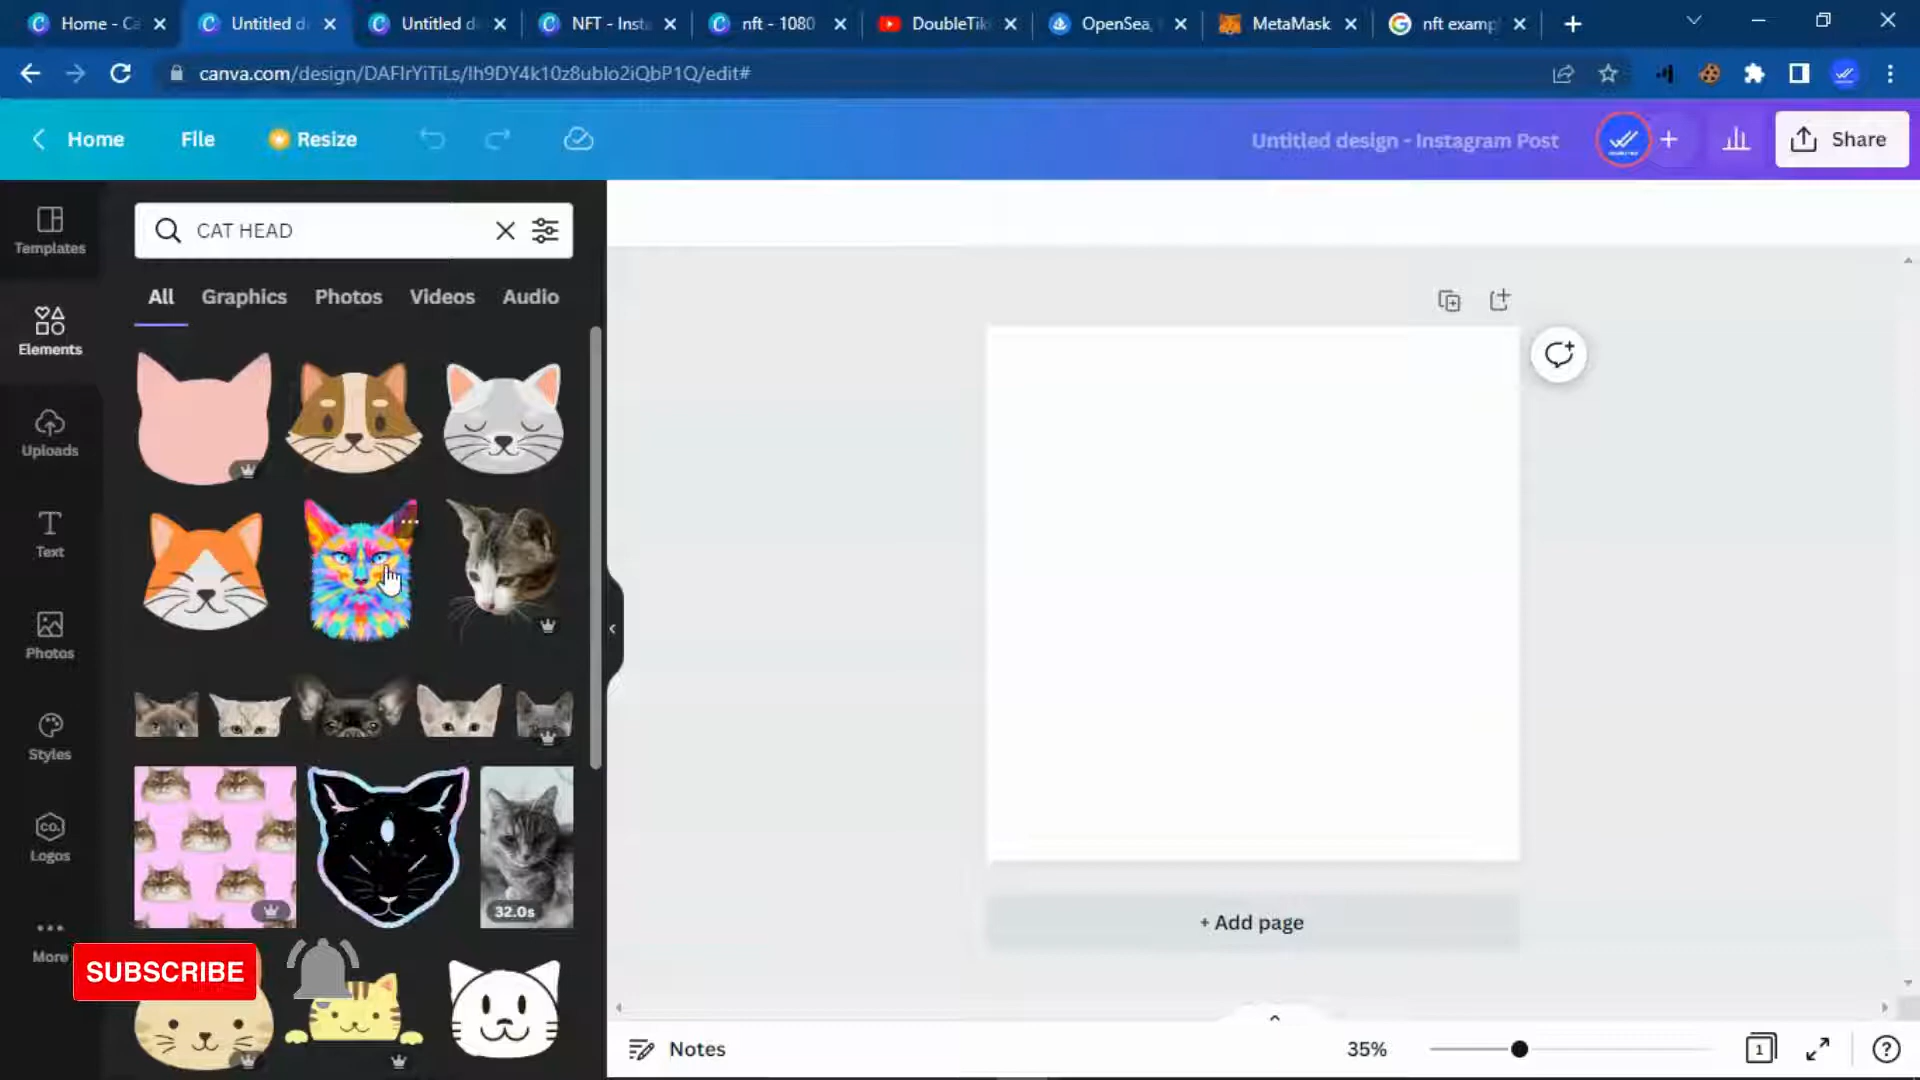 Home - Ca
Untitled d
Untitled d
NFT - Inst
nft - 1080
DoubleTik
OpenSea,
MetaMask
nft examp
canva.com/design/DAFIrYiTiLs/lh9DY4k10z8ublo2iQbP1Q/edit#
Home
File
Resize
Untitled design - Instagram Post
Share
Templates
Elements
Uploads
Text
Photos
Styles
CO.
Logos
More
CAT HEAD
All
Graphics
Photos
Videos
Audio
32.0s
SUBSCRIBE
+ Add page
Notes
35%
1